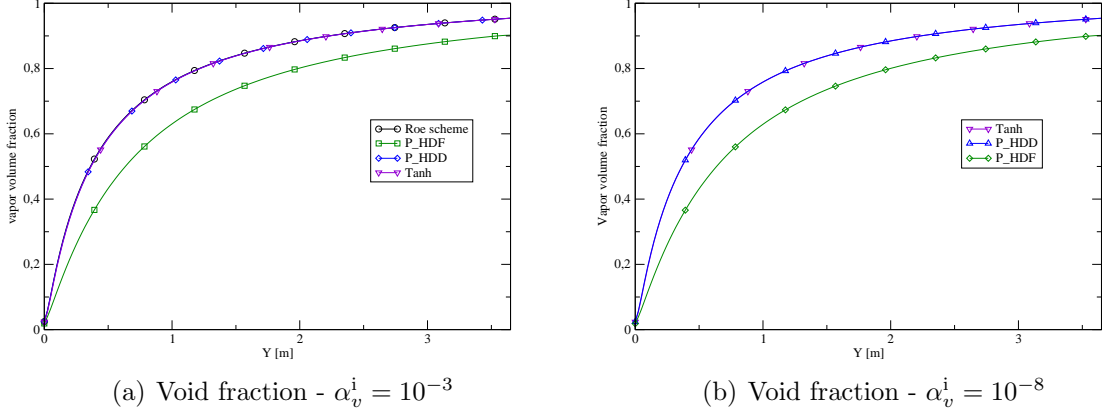 1
0,8
0,6
0,4
0,2
0
vapor volume fraction
0
1
2
3
Y [m]
Roe scheme
P_HDF
P_HDD
Tanh
(a) Void fraction - α_v^i = 10^{-3}
1
0,8
0,6
0,4
0,2
0
Vapor volume fraction
0
1
2
3
Y [m]
Tanh
P_HDD
P_HDF
(b) Void fraction - α_v^i = 10^{-8}